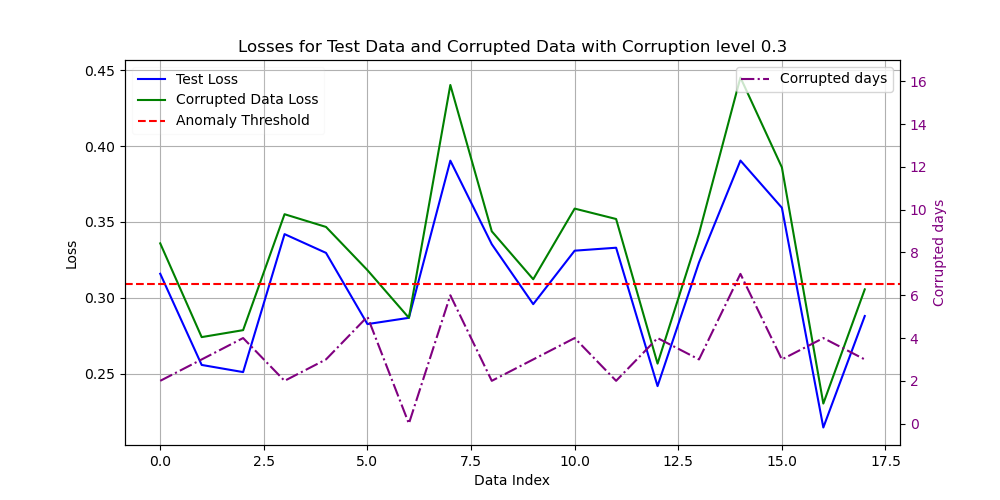 Losses for Test Data and Corrupted Data with Corruption level 0.3
Test Loss
Corrupted Data Loss
Anomaly Threshold
Corrupted days
0.45
0.40
0.35
0.30
0.25
Loss
16
14
12
10
8
6
4
2
0
Corrupted days
0.0
2.5
5.0
7.5
10.0
12.5
15.0
17.5
Data Index